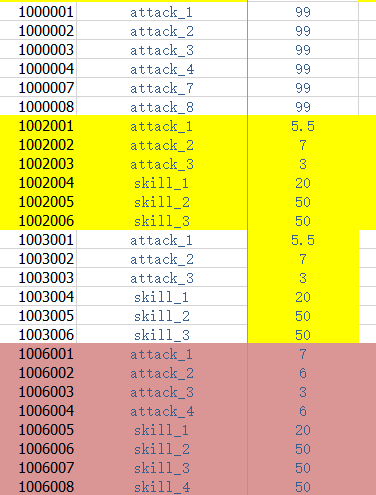 1000001 attack_1 99
1000002 attack_2 99
1000003 attack_3 99
1000004 attack_4 99
1000007 attack_7 99
1000008 attack_8 99
1002001 attack_1 5.5
1002002 attack_2 7
1002003 attack_3 3
1002004 skill_1 20
1002005 skill_2 50
1002006 skill_3 50
1003001 attack_1 5.5
1003002 attack_2 7
1003003 attack_3 3
1003004 skill_1 20
1003005 skill_2 50
1003006 skill_3 50
1006001 attack_1 7
1006002 attack_2 6
1006003 attack_3 3
1006004 attack_4 6
1006005 skill_1 20
1006006 skill_2 50
1006007 skill_3 50
1006008 skill_4 50